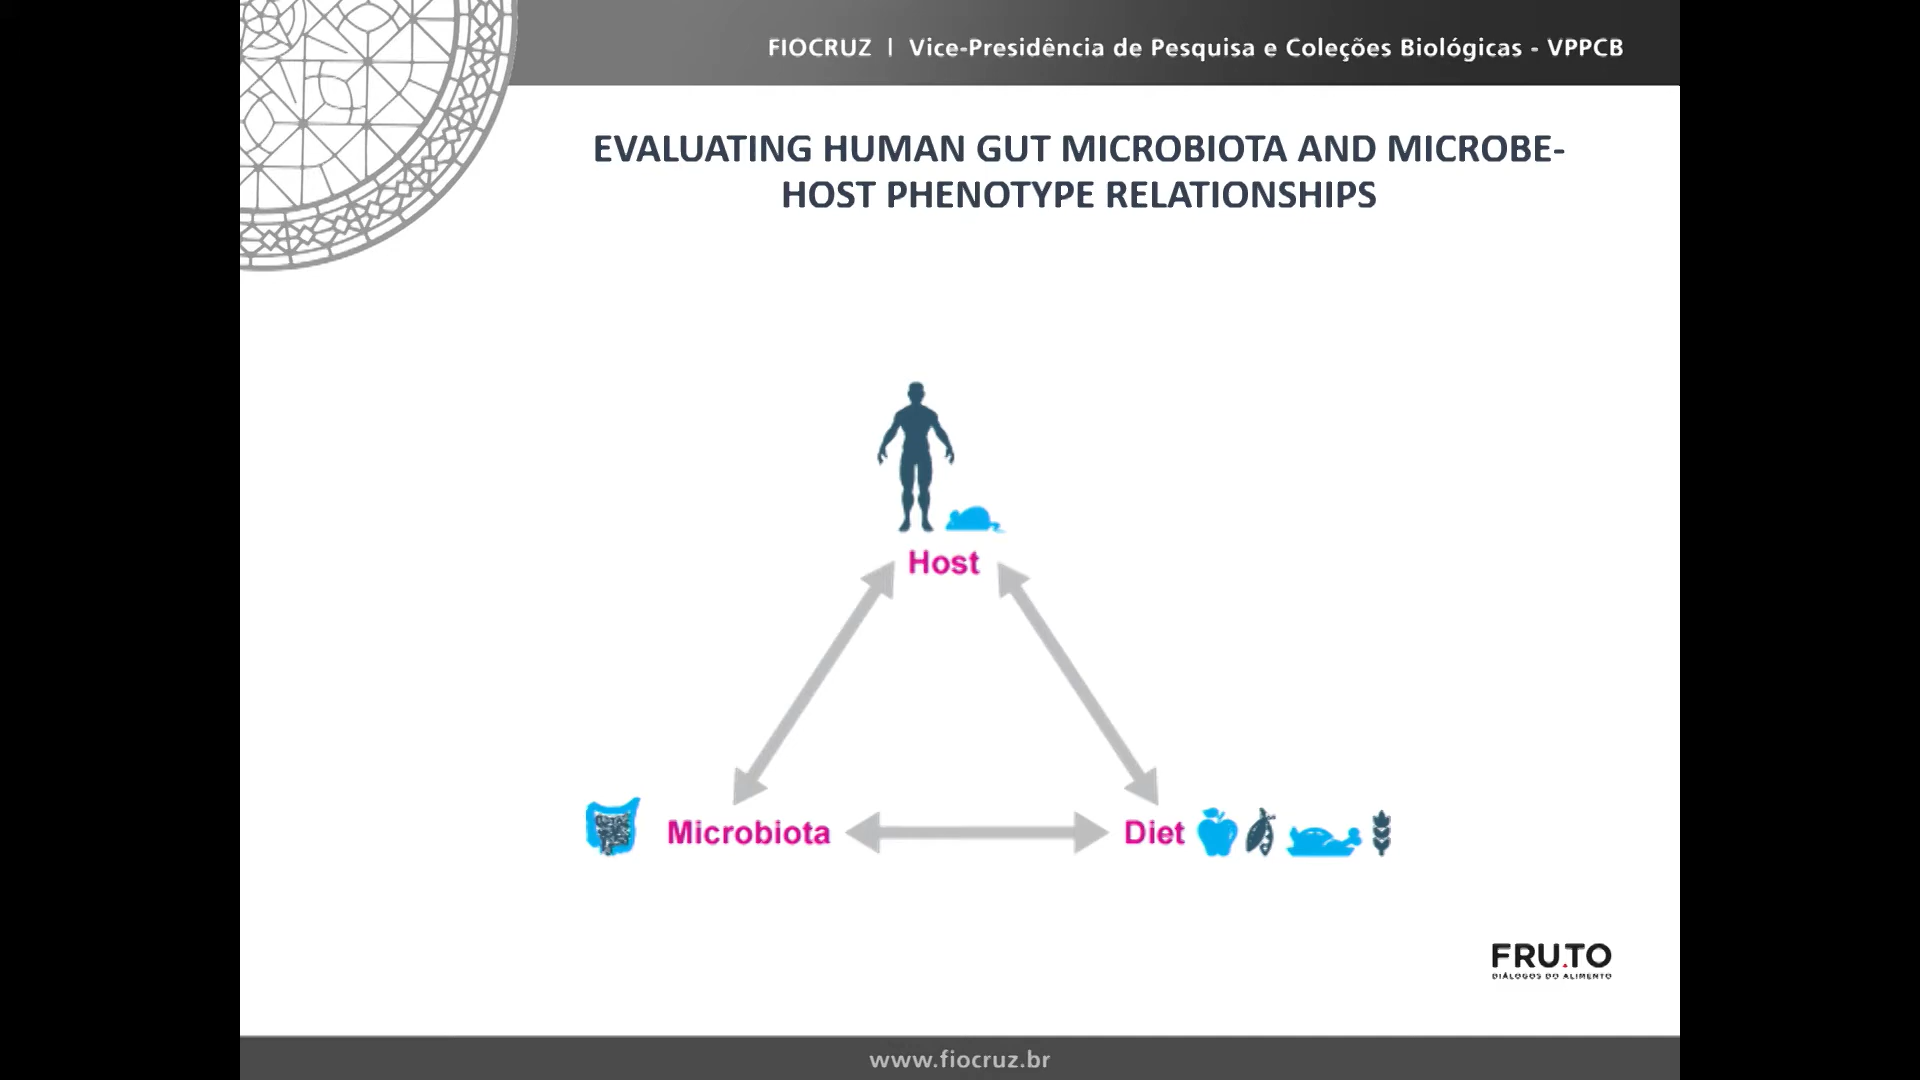 FIOCRUZ | Vice-Presidência de Pesquisa e Coleções Biológicas - VPPCB
EVALUATING HUMAN GUT MICROBIOTA AND MICROBE-
HOST PHENOTYPE RELATIONSHIPS
Host
Microbiota
Diet
FRU.TO
DIÁLOGOS DO ALIMENTO
www.fiocruz.br